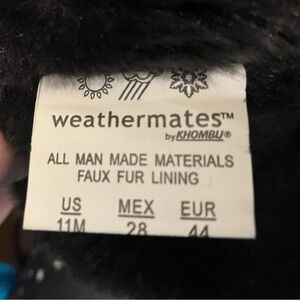 weathermates™
by KHOMBU®
ALL MAN MADE MATERIALS
FAUX FUR LINING
US MEX EUR
11M 28 44